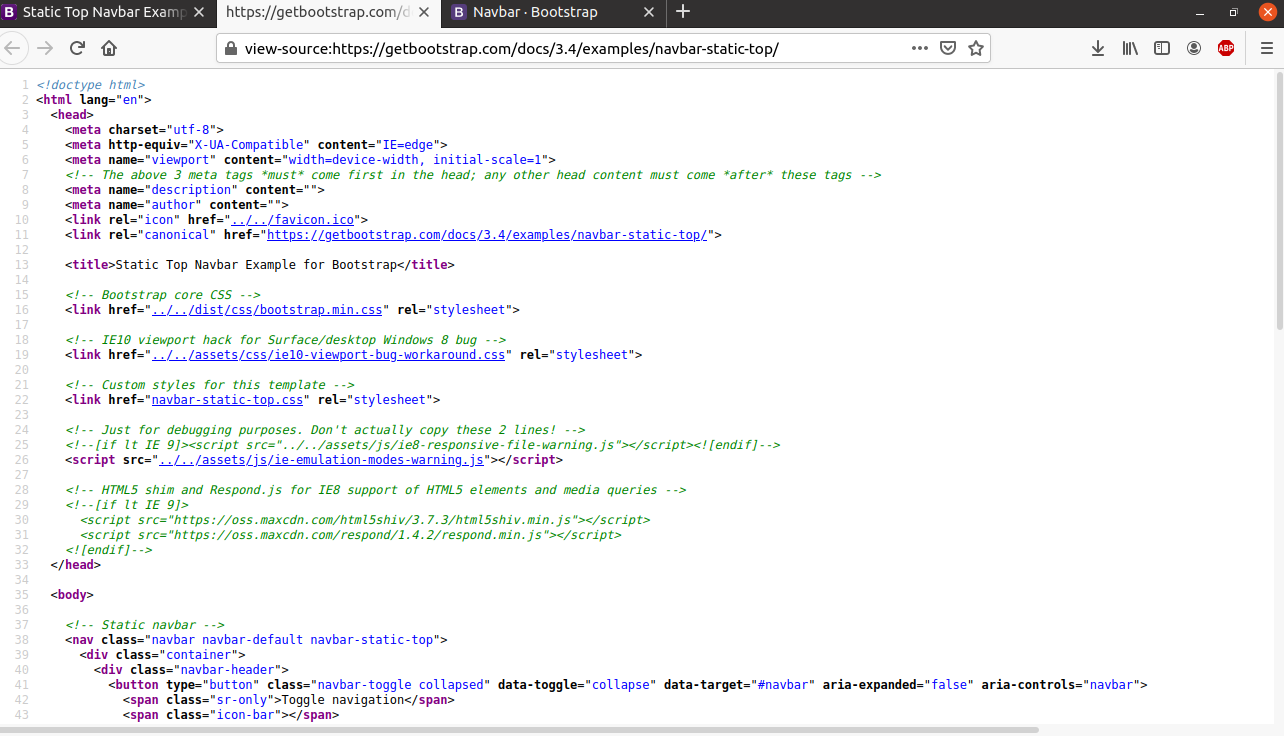 Static Top Navbar Examp
https://getbootstrap.com/d
Navbar · Bootstrap
view-source:https://getbootstrap.com/docs/3.4/examples/navbar-static-top/
ABP
1 <!doctype html>
2 <html lang="en">
3 <head>
4 <meta charset="utf-8">
5 <meta http-equiv="X-UA-Compatible" content="IE=edge">
6 <meta name="viewport" content="width=device-width, initial-scale=1">
7 <!-- The above 3 meta tags *must* come first in the head; any other head content must come *after* these tags -->
8 <meta name="description" content="">
9 <meta name="author" content="">
10 <link rel="icon" href="../../favicon.ico">
11 <link rel="canonical" href="https://getbootstrap.com/docs/3.4/examples/navbar-static-top/">
12
13 <title>Static Top Navbar Example for Bootstrap</title>
14
15 <!-- Bootstrap core CSS -->
16 <link href="../../dist/css/bootstrap.min.css" rel="stylesheet">
17
18 <!-- IE10 viewport hack for Surface/desktop Windows 8 bug -->
19 <link href="../../assets/css/ie10-viewport-bug-workaround.css" rel="stylesheet">
20
21 <!-- Custom styles for this template -->
22 <link href="navbar-static-top.css" rel="stylesheet">
23
24 <!-- Just for debugging purposes. Don't actually copy these 2 lines! -->
25 <!--[if lt IE 9]><script src="../../assets/js/ie8-responsive-file-warning.js"></script><![endif]-->
26 <script src="../../assets/js/ie-emulation-modes-warning.js"></script>
27
28 <!-- HTML5 shim and Respond.js for IE8 support of HTML5 elements and media queries -->
29 <!--[if lt IE 9]>
30 <script src="https://oss.maxcdn.com/html5shiv/3.7.3/html5shiv.min.js"></script>
31 <script src="https://oss.maxcdn.com/respond/1.4.2/respond.min.js"></script>
32 <![endif]-->
33 </head>
34
35 <body>
36
37 <!-- Static navbar -->
38 <nav class="navbar navbar-default navbar-static-top">
39 <div class="container">
40 <div class="navbar-header">
41 <button type="button" class="navbar-toggle collapsed" data-toggle="collapse" data-target="#navbar" aria-expanded="false" aria-controls="navbar">
42 <span class="sr-only">Toggle navigation</span>
43 <span class="icon-bar"></span>